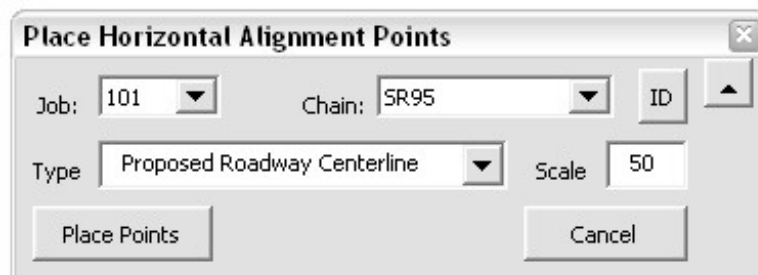 Place Horizontal Alignment Points
Job: 101 Chain: SR95 ID
Type Proposed Roadway Centerline Scale 50
Place Points Cancel